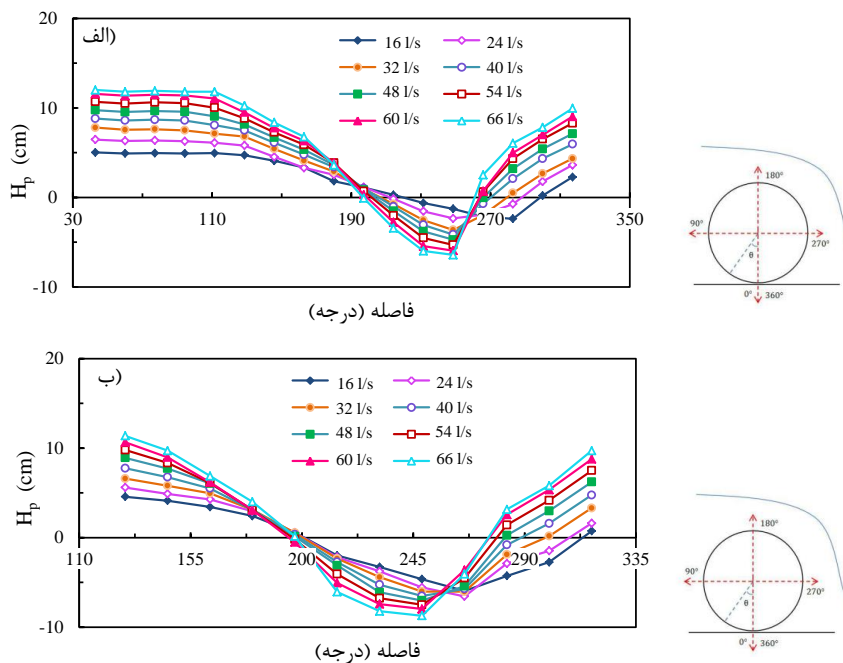 الف)
H_p (cm)
20
10
0
-10
30
110
190
270
350
16 l/s
24 l/s
32 l/s
40 l/s
48 l/s
54 l/s
60 l/s
66 l/s
فاصله (درجه)
180°
90°
270°
θ
0°
360°
ب)
H_p (cm)
20
10
0
-10
110
155
200
245
290
335
16 l/s
24 l/s
32 l/s
40 l/s
48 l/s
54 l/s
60 l/s
66 l/s
فاصله (درجه)
180°
90°
270°
θ
0°
360°